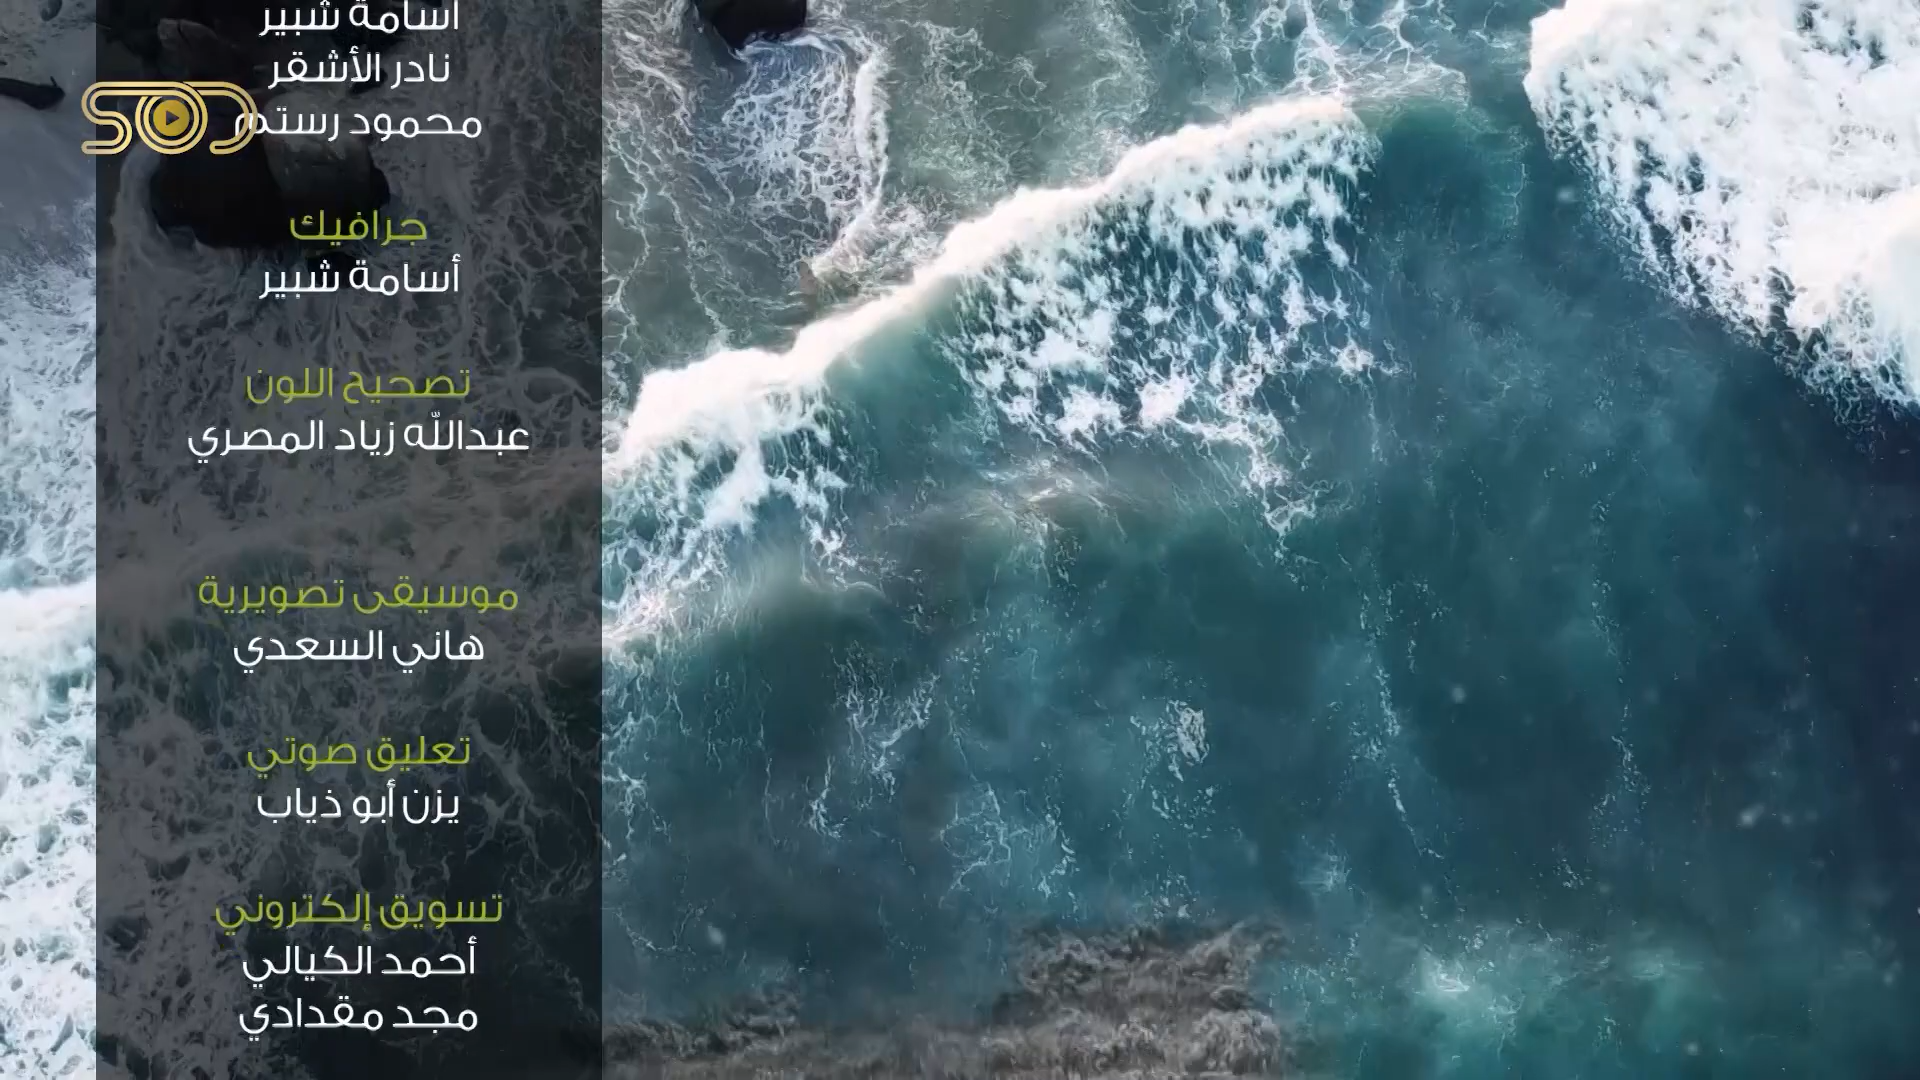 أسامة شبير
نادر الأشقر
محمود رستم
SOD
جرافيك
أسامة شبير
تصحيح اللون
عبدالله زياد المصري
موسيقى تصويرية
هاني السعدي
تعليق صوتي
يزن أبو ذياب
تسويق إلكتروني
أحمد الكيالي
مجد مقدادي